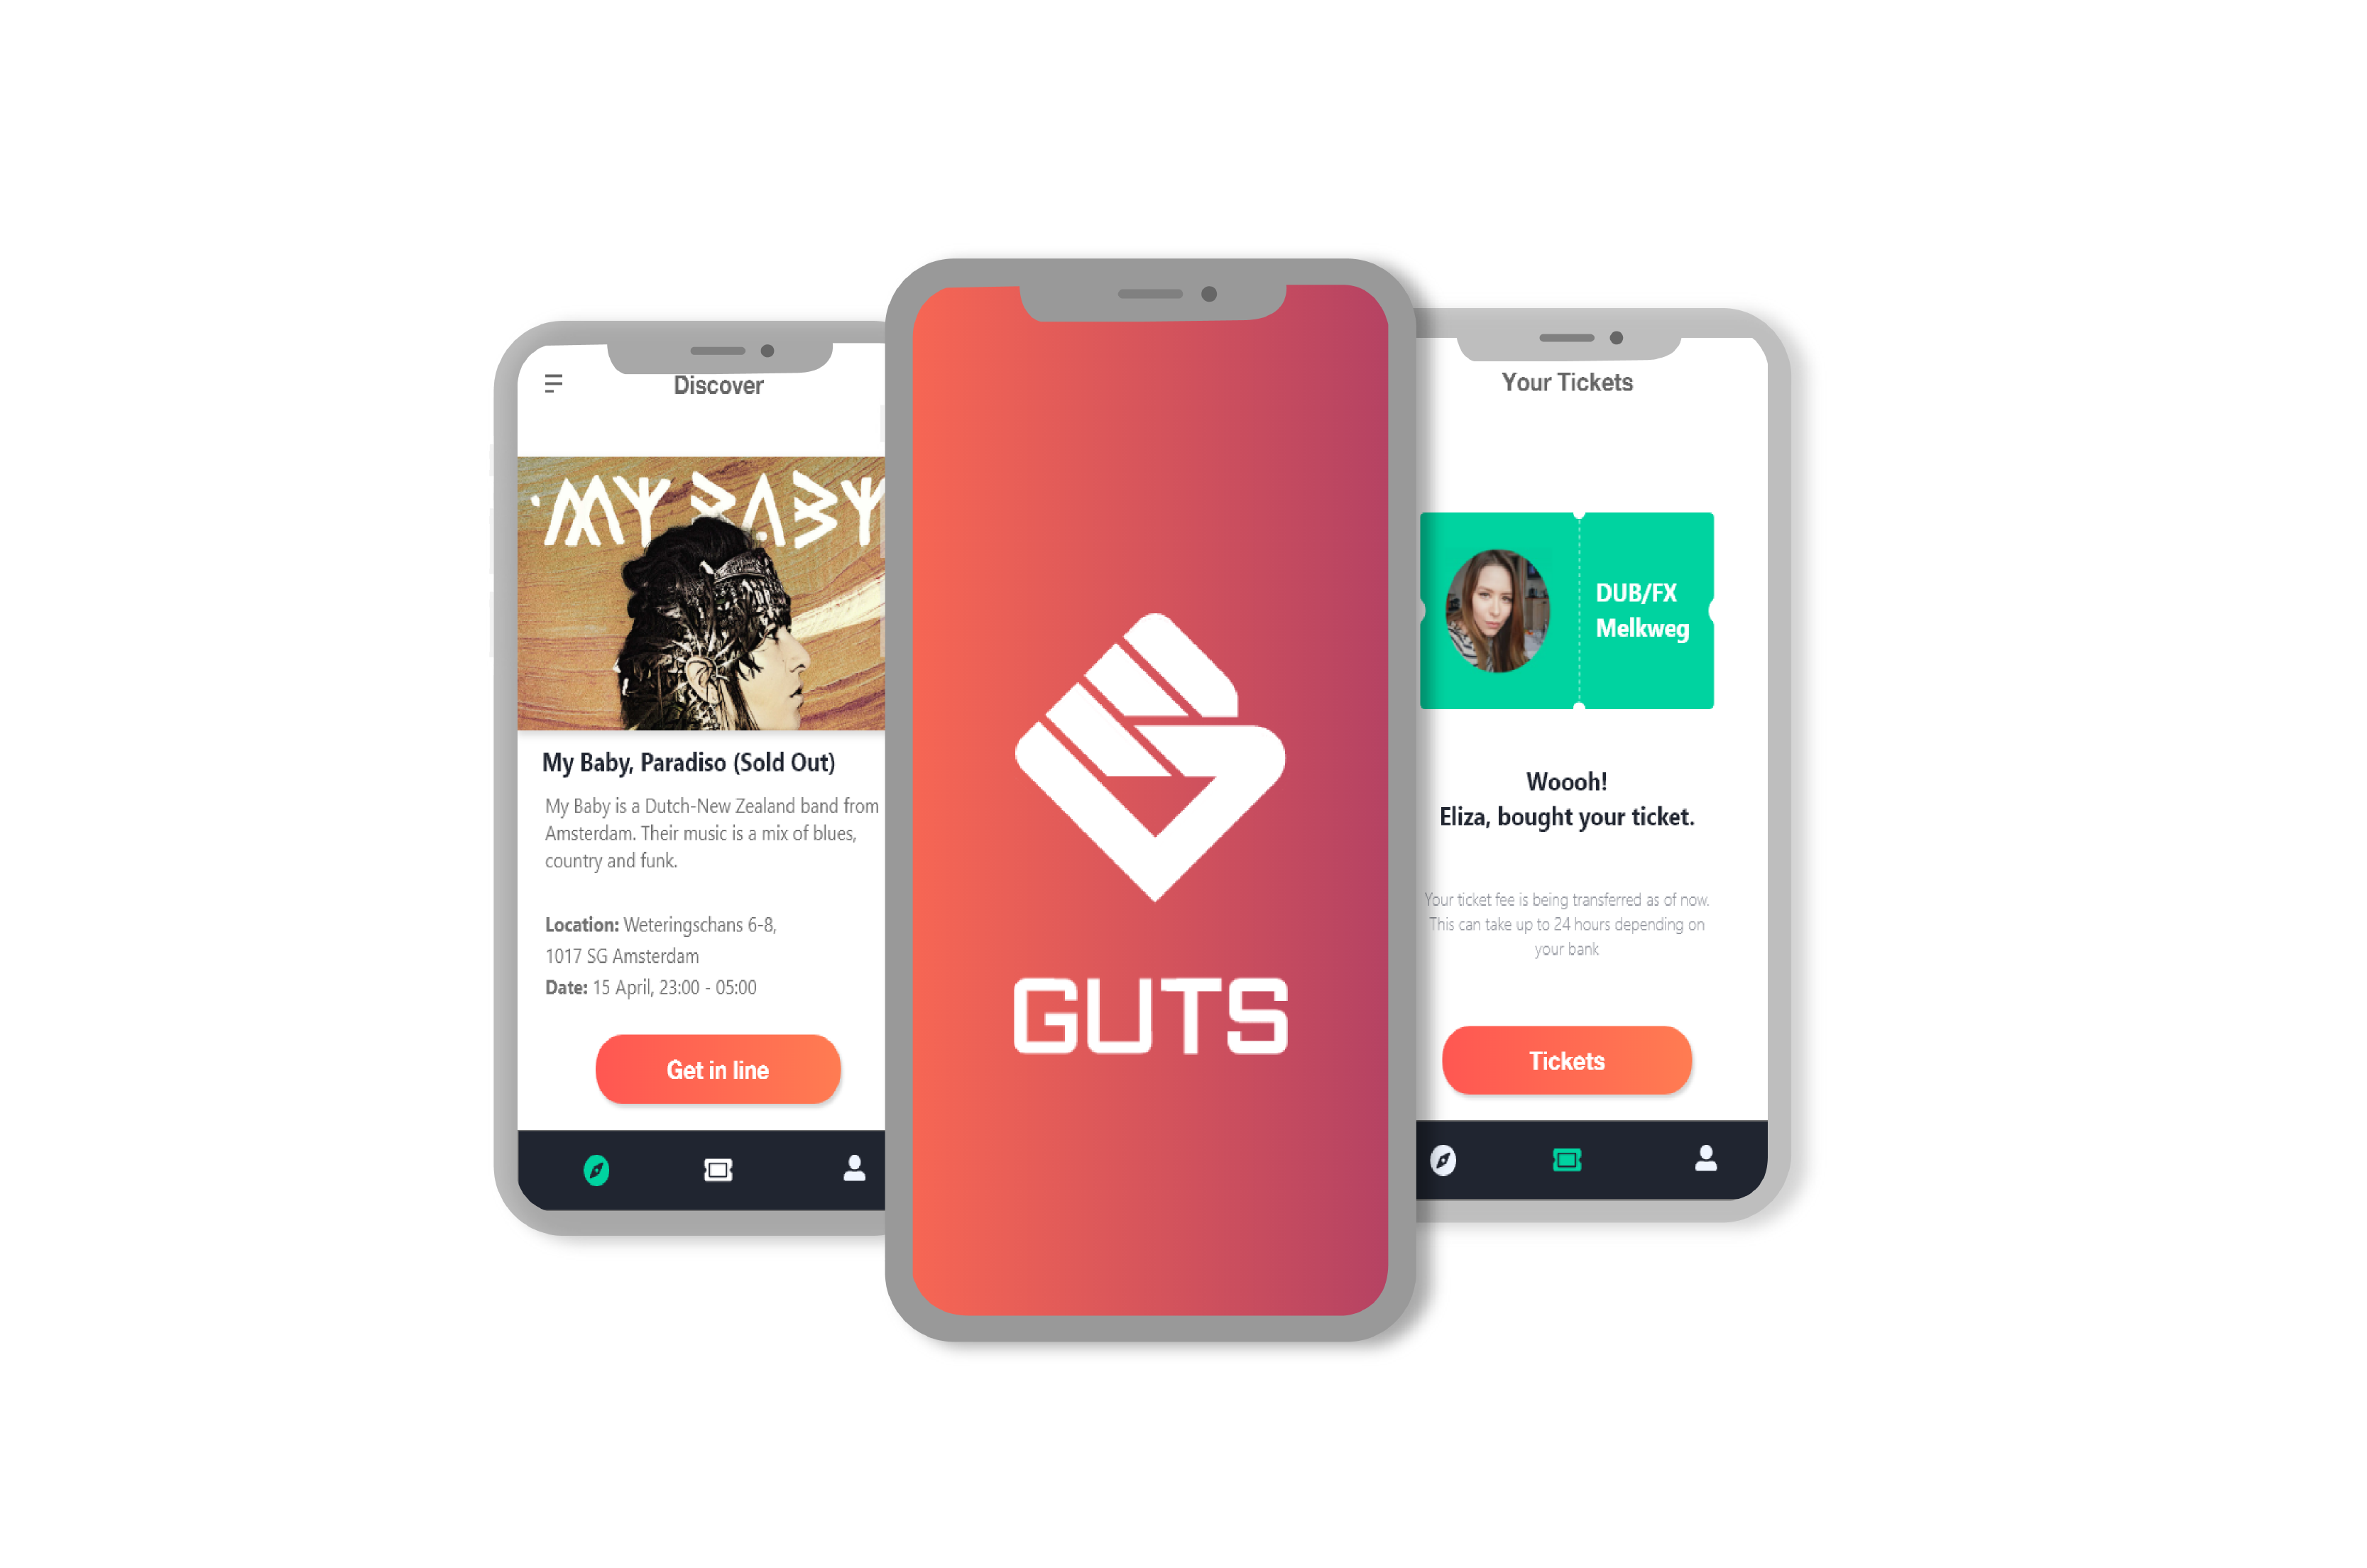 Discover
MY BABY
My Baby, Paradiso (Sold Out)
My Baby is a Dutch-New Zealand band from
Amsterdam. Their music is a mix of blues,
country and funk.
Location: Weteringschans 6-8,
1017 SG Amsterdam
Date: 15 April, 23:00 - 05:00
Get in line
GUTS
Your Tickets
DUB/FX
Melkweg
Woooh!
Eliza, bought your ticket.
Your ticket fee is being transferred as of now.
This can take up to 24 hours depending on
your bank
Tickets